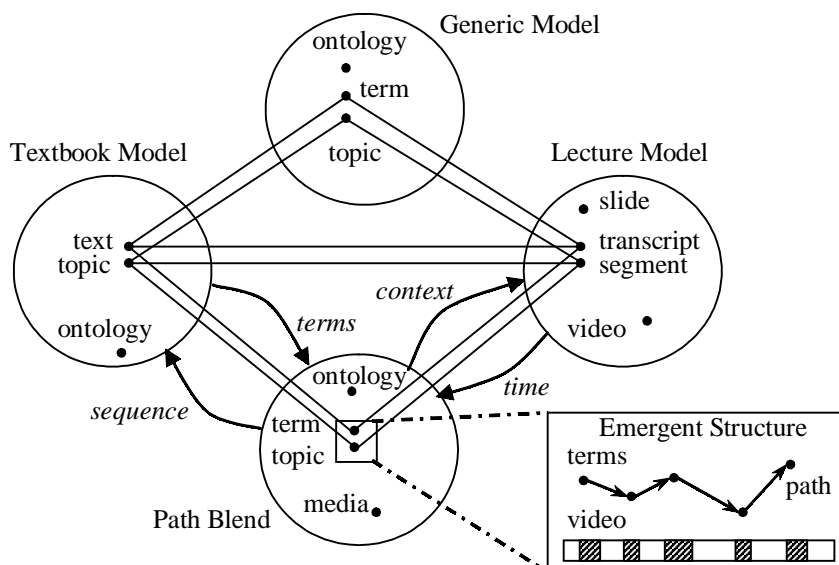 Generic Model
ontology
term
topic
Textbook Model
text
topic
ontology
Lecture Model
slide
transcript
segment
video
context
terms
time
sequence
ontology
term
topic
media
Path Blend
Emergent Structure
terms
path
video